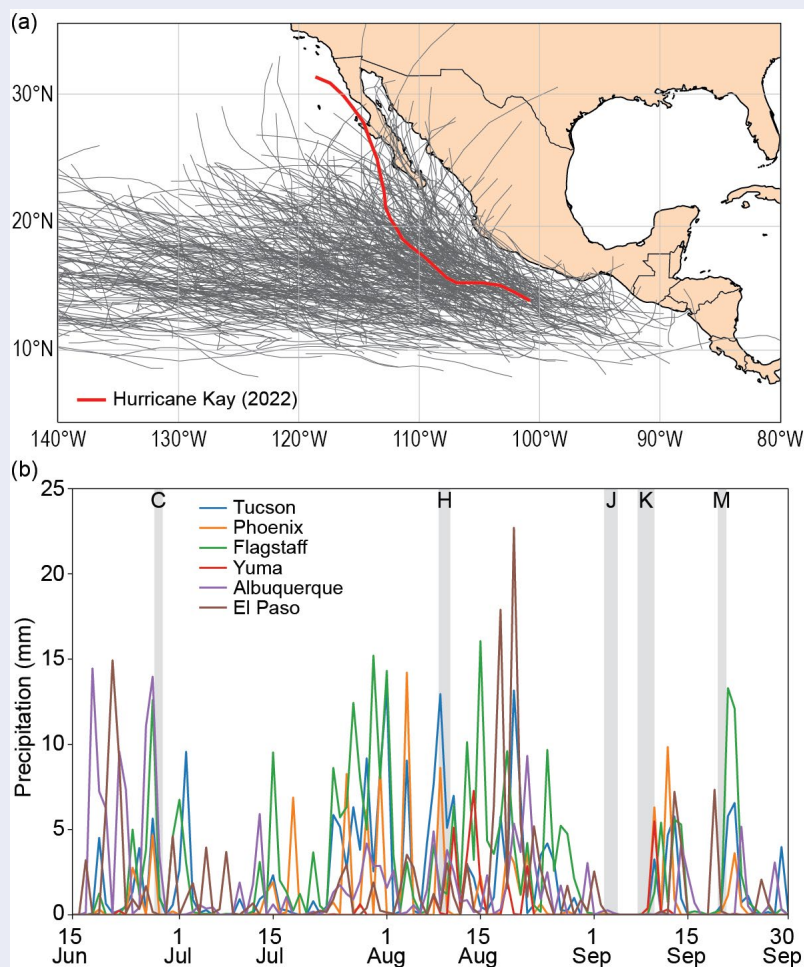 (a)
30°N
20°N
10°N
Hurricane Kay (2022)
140°W 130°W 120°W 110°W 100°W 90°W 80°W
(b)
25
20
15
10
5
0
Precipitation (mm)
C H J K M
Tucson
Phoenix
Flagstaff
Yuma
Albuquerque
El Paso
15 1 15 1 15 1 15 30
Jun Jul Jul Aug Aug Sep Sep Sep